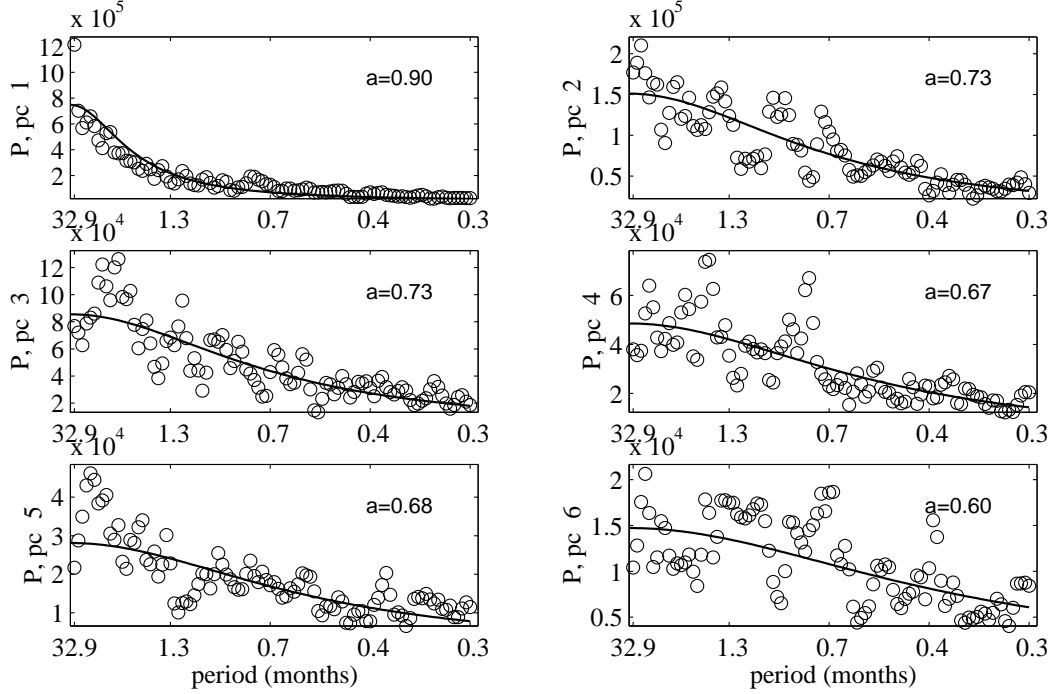 x 10^5
P, pc 1
12
10
8
6
4
2
a=0.90
32.9 1.3 0.7 0.4 0.3
x 10^5
P, pc 2
2
1.5
1
0.5
a=0.73
32.9 1.3 0.7 0.4 0.3
x 10^4
P, pc 3
12
10
8
6
4
2
a=0.73
32.9 1.3 0.7 0.4 0.3
x 10^4
P, pc 4
6
4
2
a=0.67
32.9 1.3 0.7 0.4 0.3
x 10^4
P, pc 5
4
3
2
1
a=0.68
32.9 1.3 0.7 0.4 0.3
period (months)
x 10^4
P, pc 6
2
1.5
1
0.5
a=0.60
32.9 1.3 0.7 0.4 0.3
period (months)